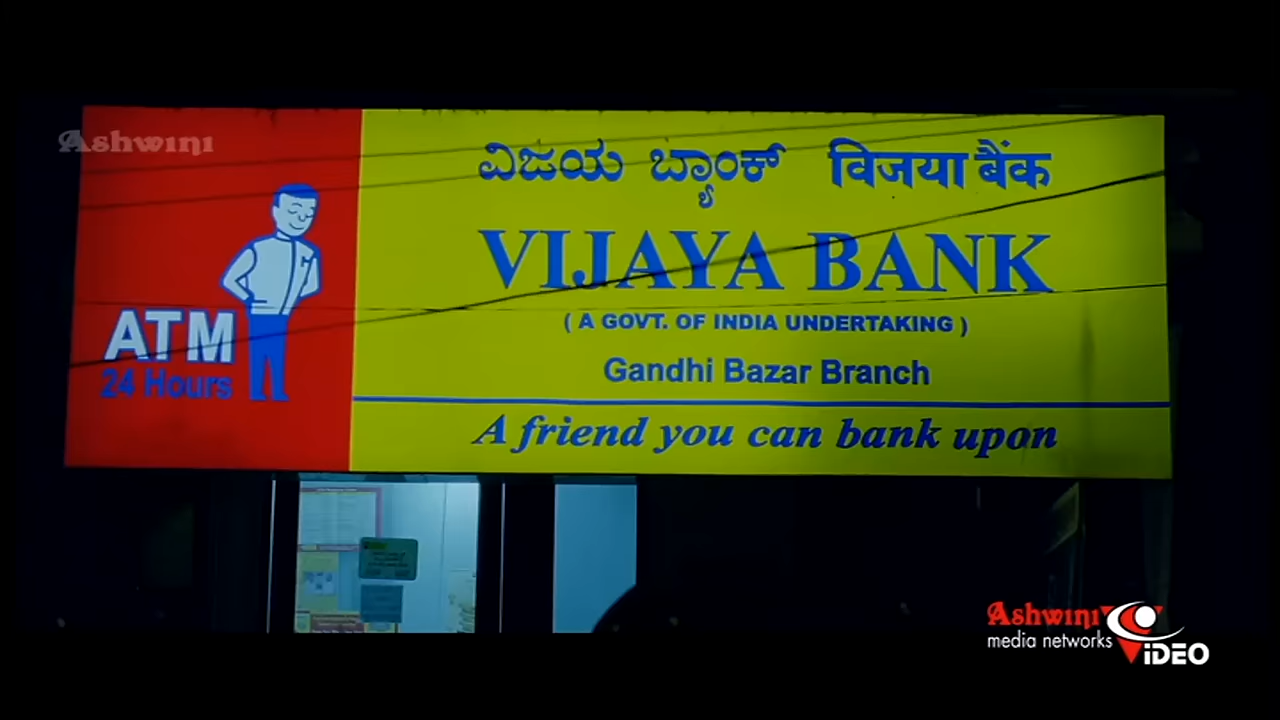 Ashwini
ವಿಜಯ ಬ್ಯಾಂಕ್ विजया बैंक
VIJAYA BANK
( A GOVT. OF INDIA UNDERTAKING )
Gandhi Bazar Branch
A friend you can bank upon
ATM
24 Hours
Ashwini
media networks
ViDEO